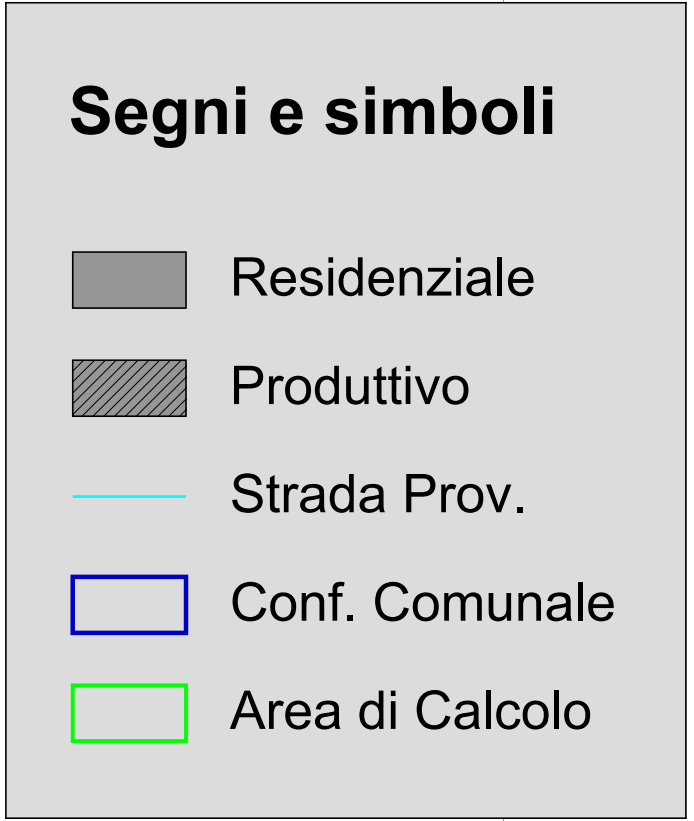 Segni e simboli
Residenziale
Produttivo
Strada Prov.
Conf. Comunale
Area di Calcolo